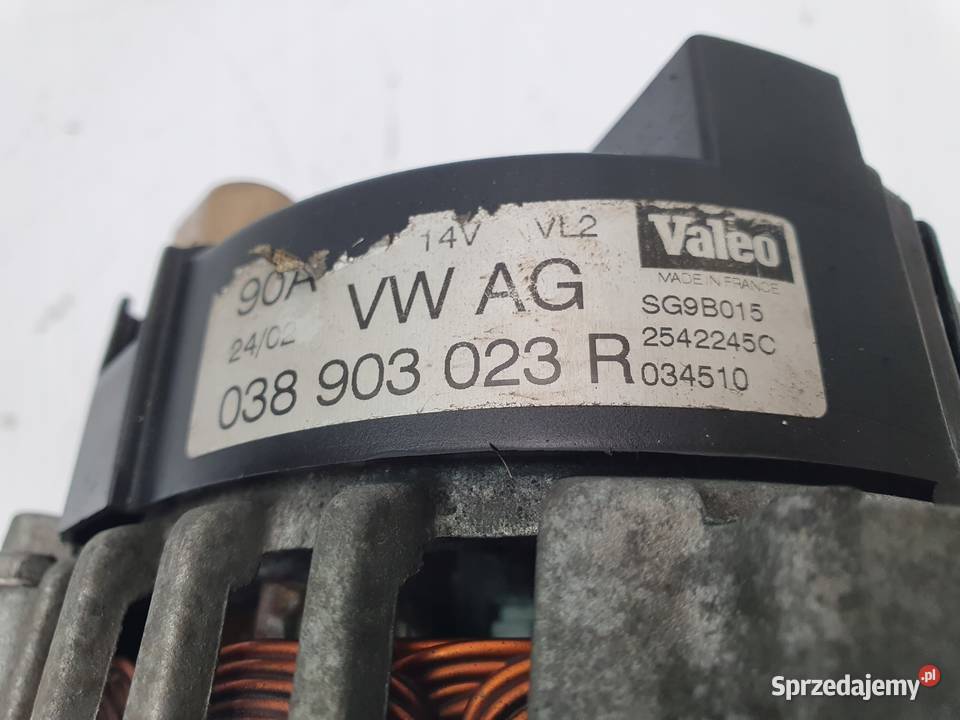 90A 14V VL2 Valeo
MADE IN FRANCE
24/02 VW AG SG9B015
2542245C
038 903 023 R 034510
Sprzedajemy.pl